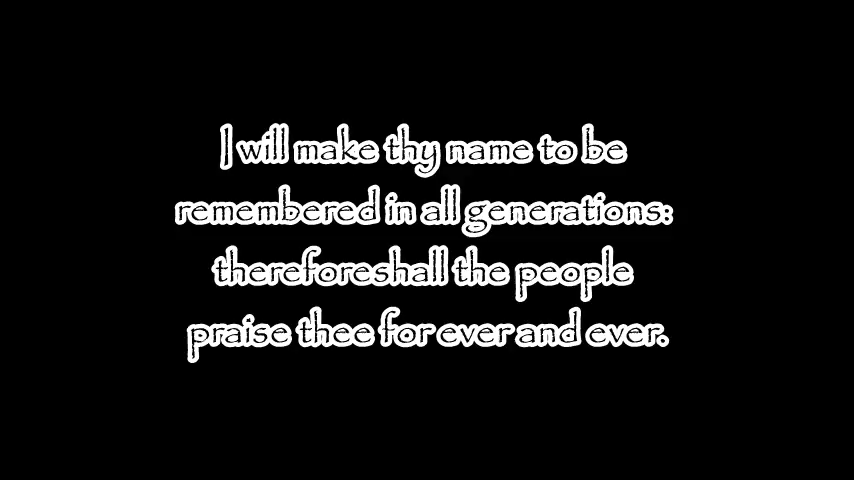 I will make thy name to be
remembered in all generations:
thereforeshall the people
praise thee for ever and ever.